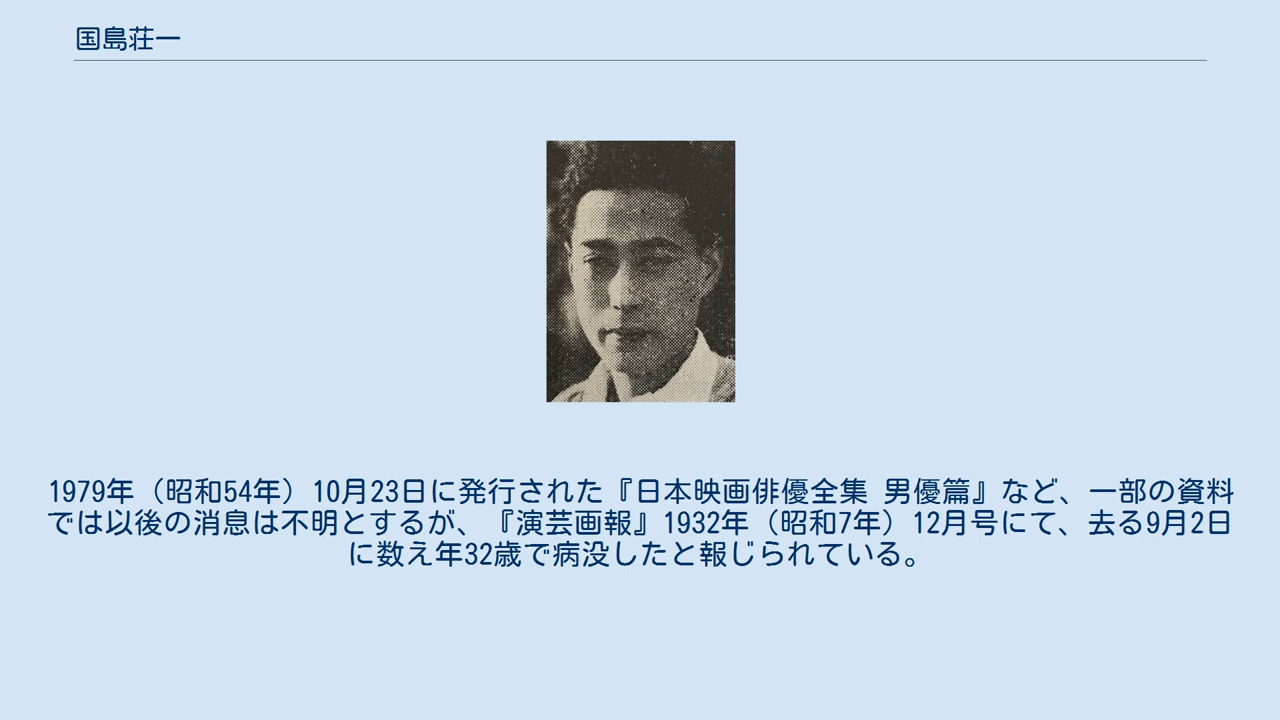 国島荘一
1979年（昭和54年）10月23日に発行された『日本映画俳優全集 男優篇』など、一部の資料
では以後の消息は不明とするが、『演芸画報』1932年（昭和7年）12月号にて、去る9月2日
に数え年32歳で病没したと報じられている。